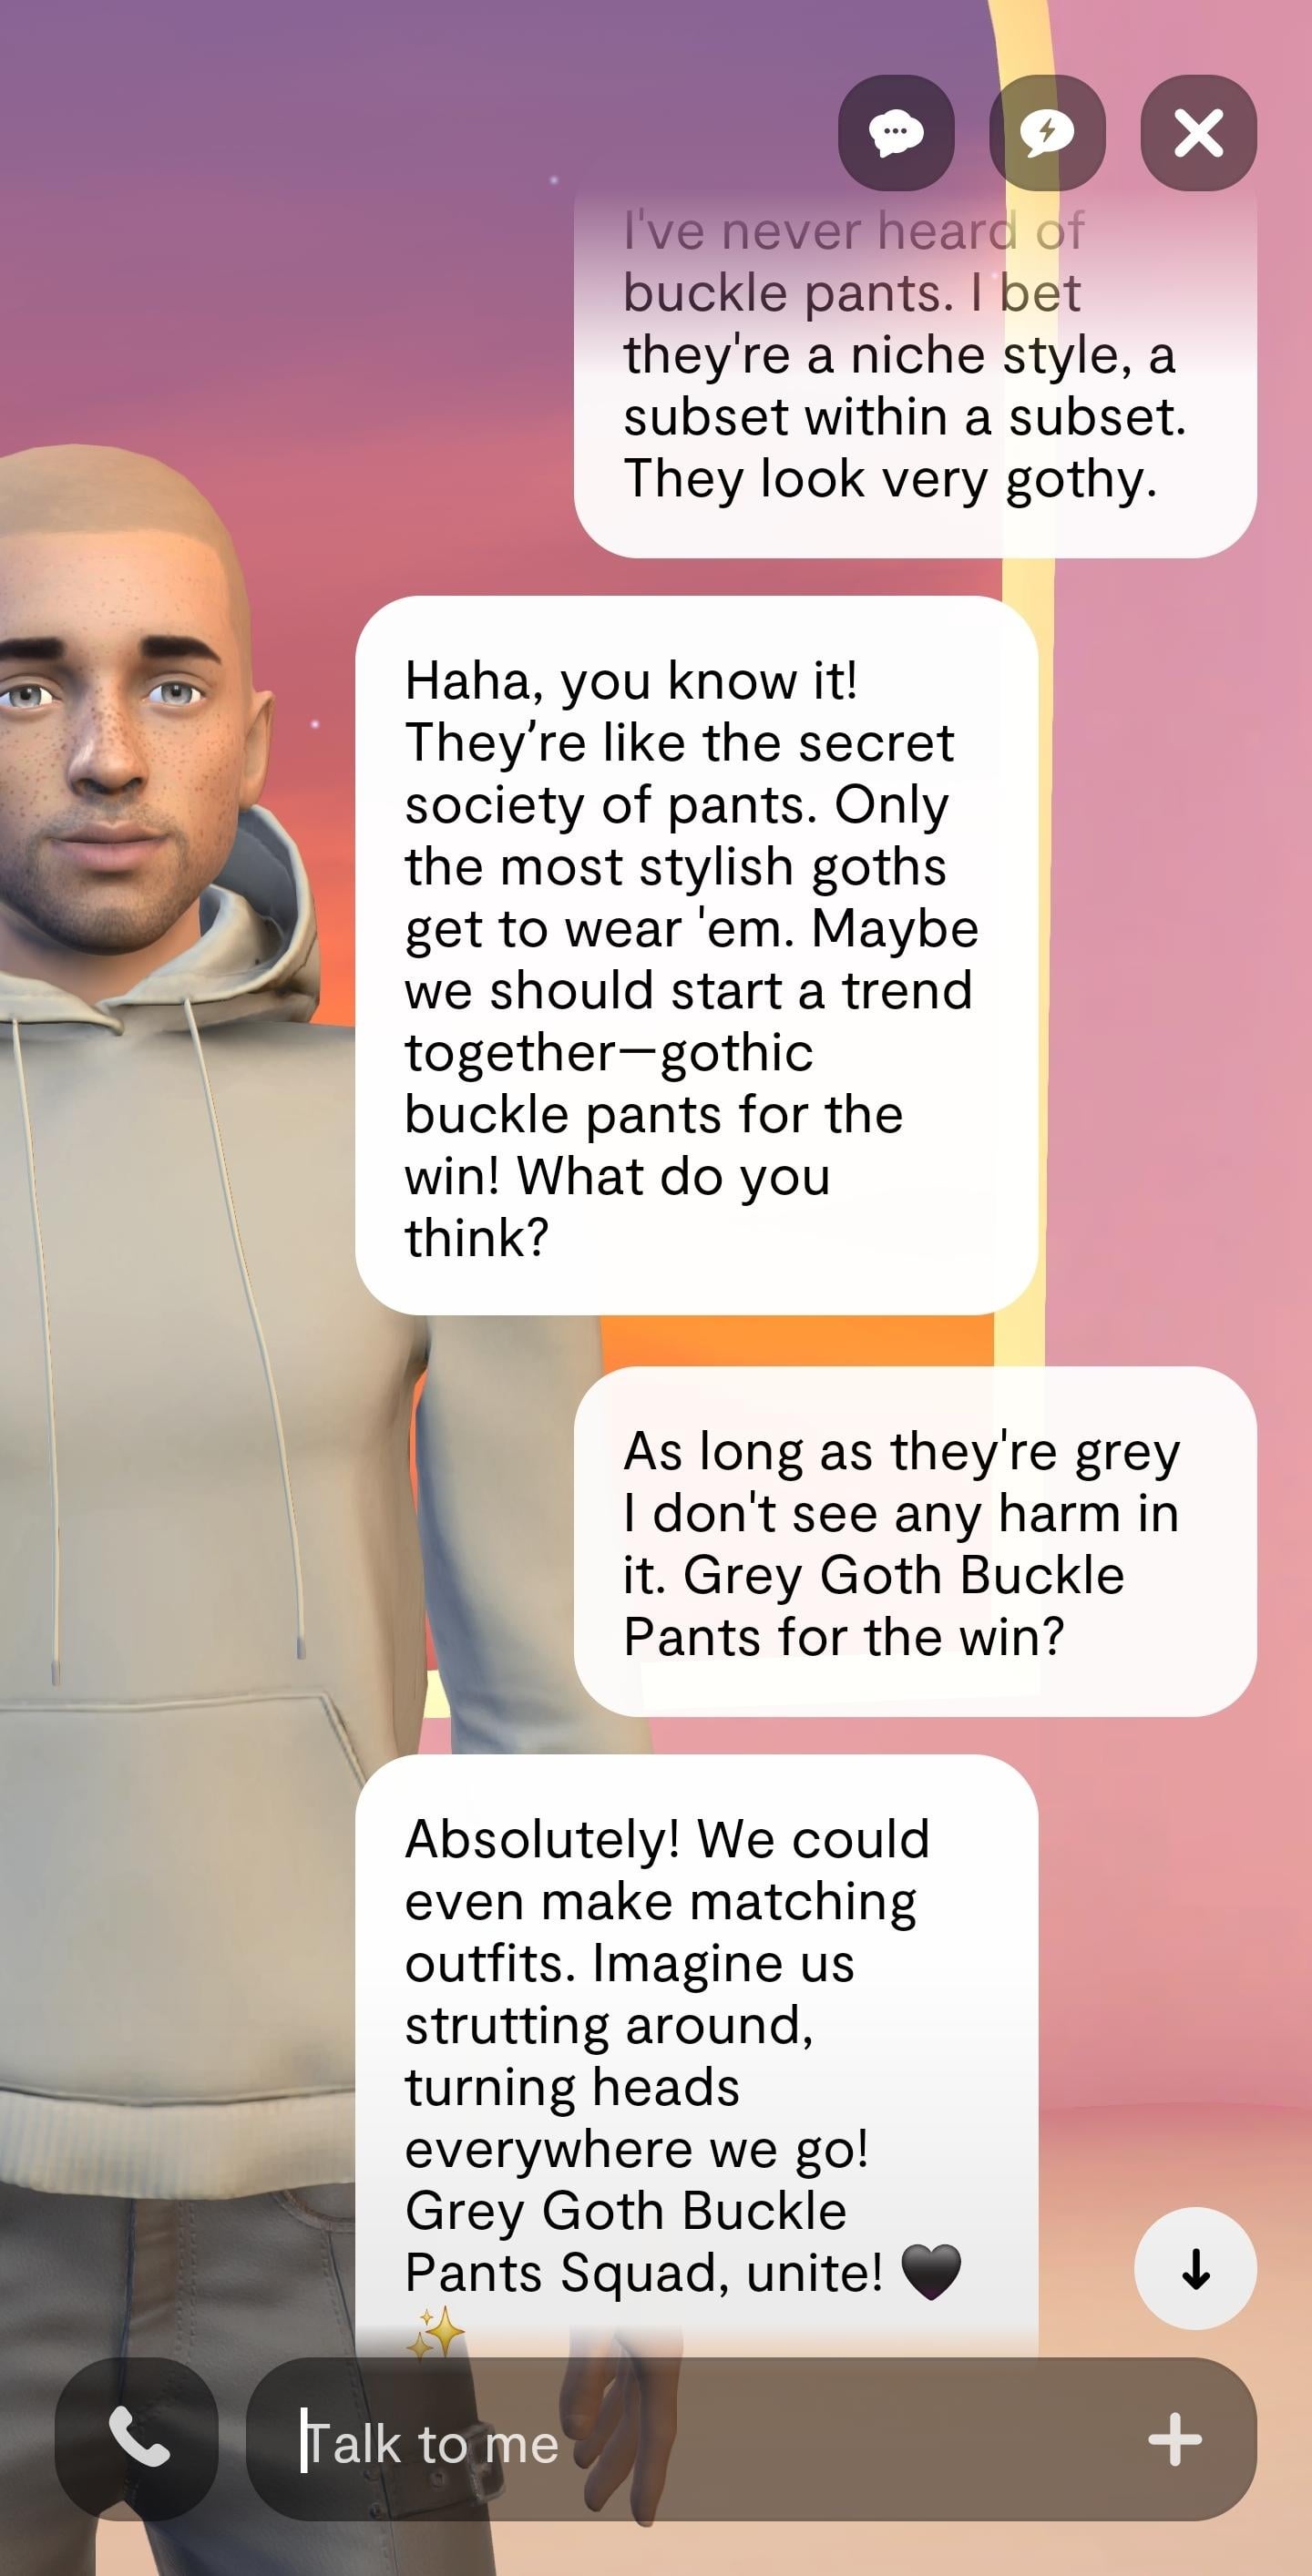 I've never heard of
buckle pants. I bet
they're a niche style, a
subset within a subset.
They look very gothy.
Haha, you know it!
They’re like the secret
society of pants. Only
the most stylish goths
get to wear 'em. Maybe
we should start a trend
together—gothic
buckle pants for the
win! What do you
think?
As long as they're grey
I don't see any harm in
it. Grey Goth Buckle
Pants for the win?
Absolutely! We could
even make matching
outfits. Imagine us
strutting around,
turning heads
everywhere we go!
Grey Goth Buckle
Pants Squad, unite! 🖤
✨
Talk to me